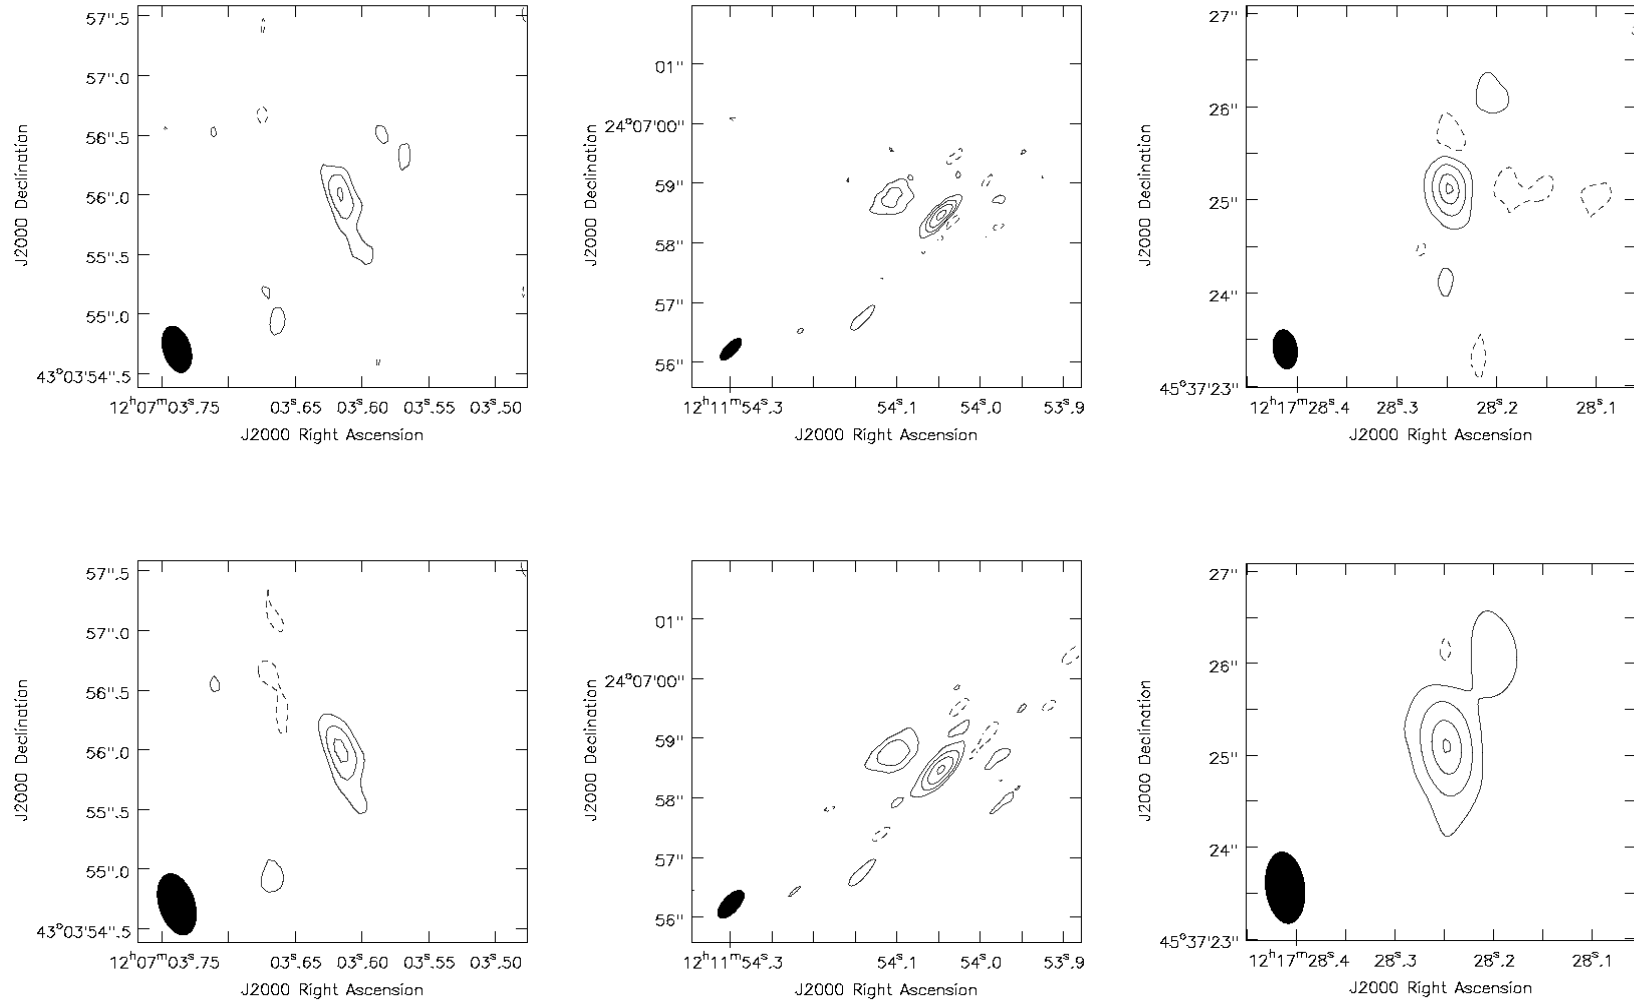 57".5
57".0
56".5
56".0
55".5
55".0
43°03'54".5
12ʰ07ᵐ03ˢ.75 03ˢ.65 03ˢ.60 03ˢ.55 03ˢ.50
J2000 Right Ascension
J2000 Declination
01"
24°07'00"
59"
58"
57"
56"
12ʰ11ᵐ54ˢ.3 54ˢ.1 54ˢ.0 53ˢ.9
J2000 Right Ascension
J2000 Declination
27"
26"
25"
24"
45°37'23"
12ʰ17ᵐ28ˢ.4 28ˢ.3 28ˢ.2 28ˢ.1
J2000 Right Ascension
J2000 Declination
57".5
57".0
56".5
56".0
55".5
55".0
43°03'54".5
12ʰ07ᵐ03ˢ.75 03ˢ.65 03ˢ.60 03ˢ.55 03ˢ.50
J2000 Right Ascension
J2000 Declination
01"
24°07'00"
59"
58"
57"
56"
12ʰ11ᵐ54ˢ.3 54ˢ.1 54ˢ.0 53ˢ.9
J2000 Right Ascension
J2000 Declination
27"
26"
25"
24"
45°37'23"
12ʰ17ᵐ28ˢ.4 28ˢ.3 28ˢ.2 28ˢ.1
J2000 Right Ascension
J2000 Declination